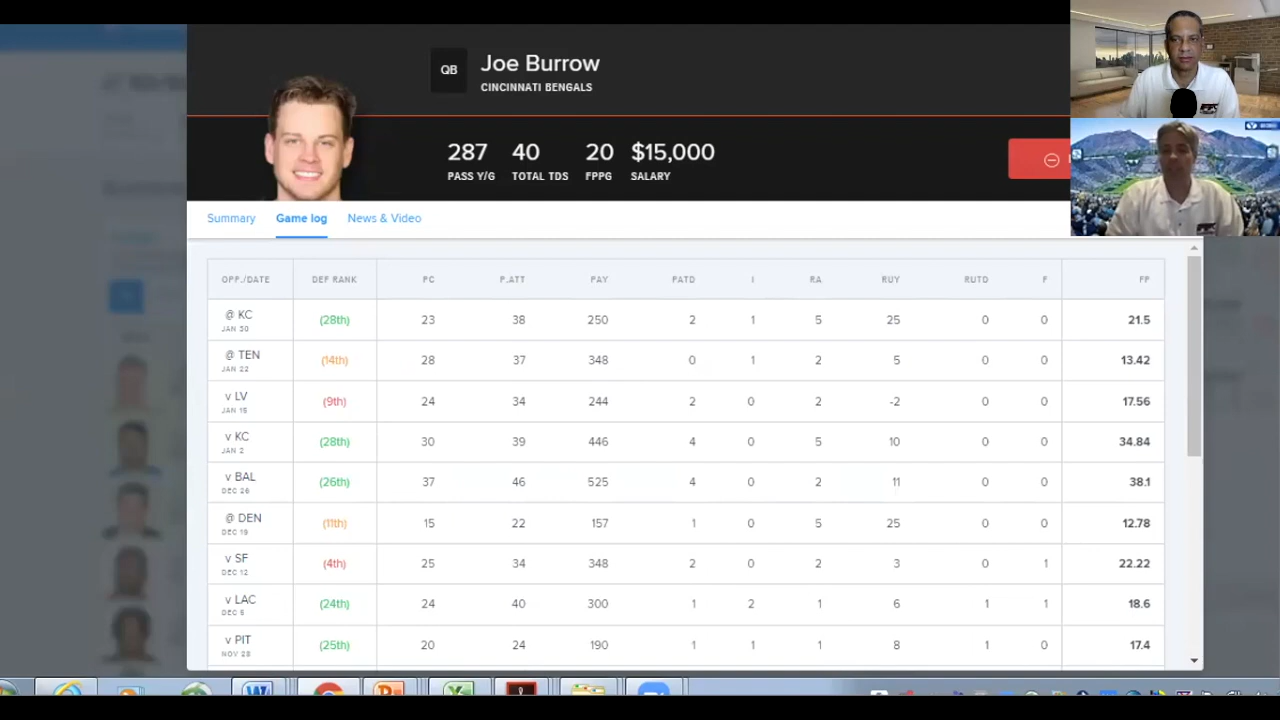 QB
Joe Burrow
CINCINNATI BENGALS
287 40 20 $15,000
PASS Y/G TOTAL TDS FPPG SALARY
Summary Game log News & Video
OPP./DATE DEF RANK PC P.ATT PAY PATD I RA RUY RUTD F FP
@ KC (28th) 23 38 250 2 1 5 25 0 0 21.5
JAN 30
@ TEN (14th) 28 37 348 0 1 2 5 0 0 13.42
JAN 22
v LV (9th) 24 34 244 2 0 2 -2 0 0 17.56
JAN 15
v KC (28th) 30 39 446 4 0 5 10 0 0 34.84
JAN 2
v BAL (26th) 37 46 525 4 0 2 11 0 0 38.1
DEC 26
@ DEN (11th) 15 22 157 1 0 5 25 0 0 12.78
DEC 19
v SF (4th) 25 34 348 2 0 2 3 0 1 22.22
DEC 12
v LAC (24th) 24 40 300 1 2 1 6 1 1 18.6
DEC 5
v PIT (25th) 20 24 190 1 1 1 8 1 0 17.4
NOV 28